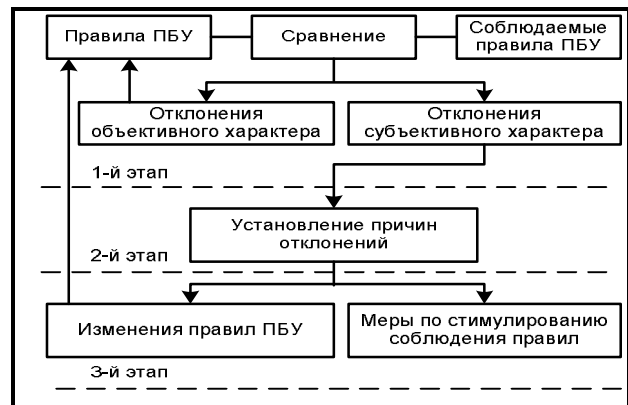 Правила ПБУ
Сравнение
Соблюдаемые
правила ПБУ
Отклонения
объективного характера
Отклонения
субъективного характера
1-й этап
Установление причин
отклонений
2-й этап
Изменения правил ПБУ
Меры по стимулированию
соблюдения правил
3-й этап